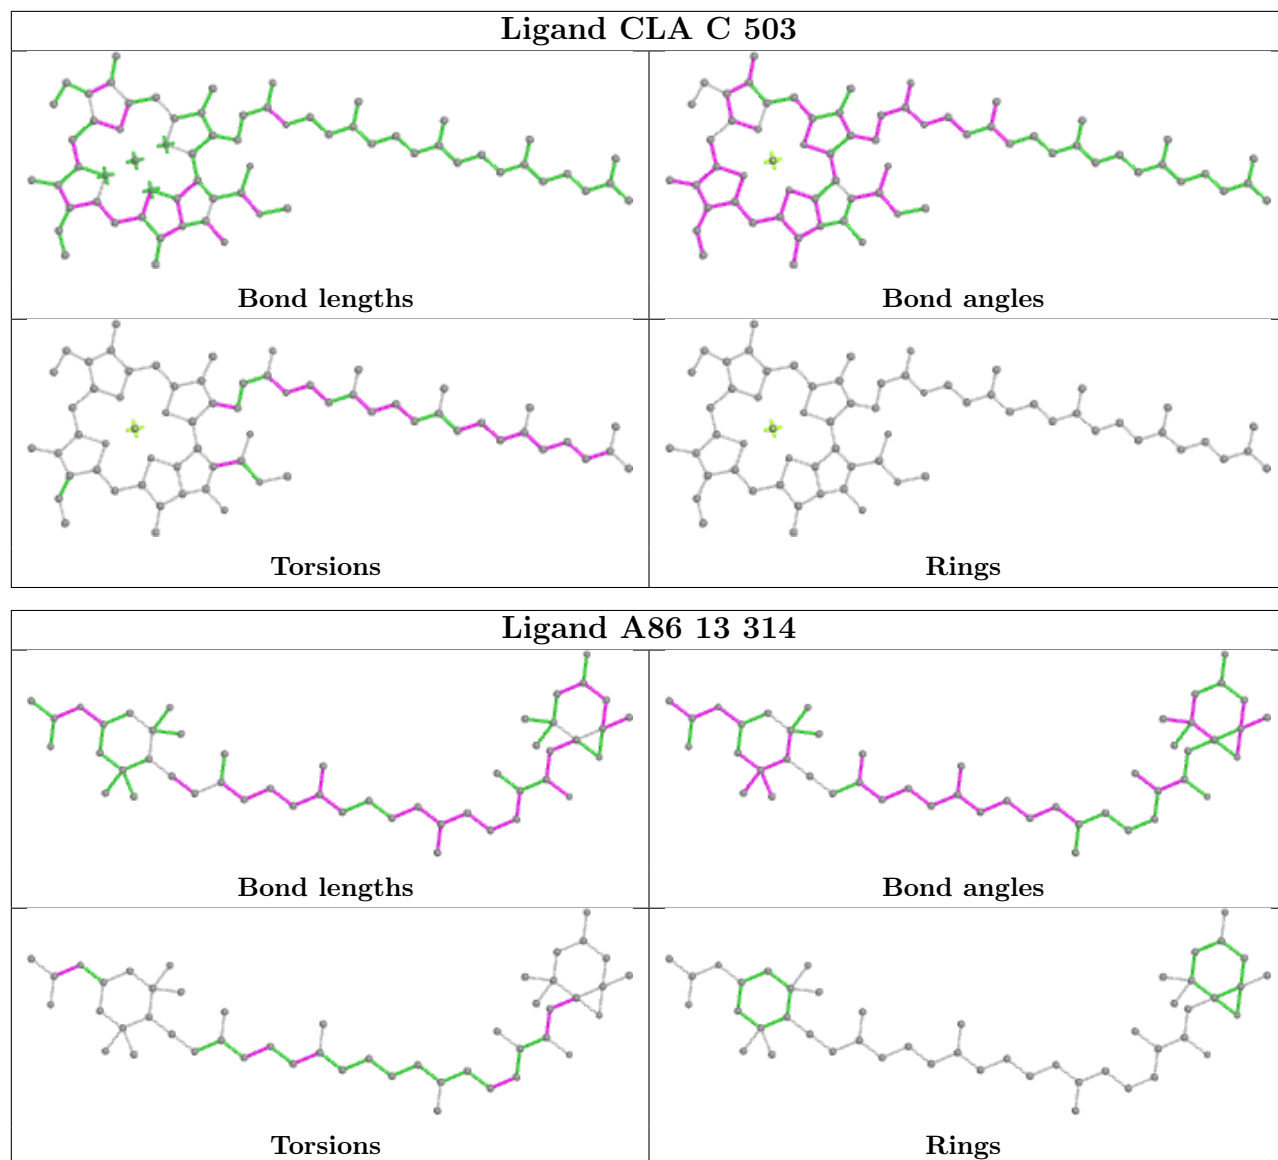 Ligand CLA C 503
Bond lengths
Bond angles
Torsions
Rings
Ligand A86 13 314
Bond lengths
Bond angles
Torsions
Rings